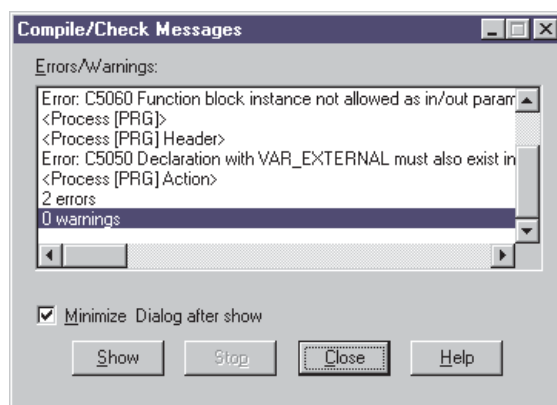 Compile/Check Messages
Errors/Warnings:
Error: C5060 Function block instance not allowed as in/out param
<Process [PRG]>
<Process [PRG] Header>
Error: C5050 Declaration with VAR_EXTERNAL must also exist in
<Process [PRG] Action>
2 errors
0 warnings
Minimize Dialog after show
Show Stop Close Help